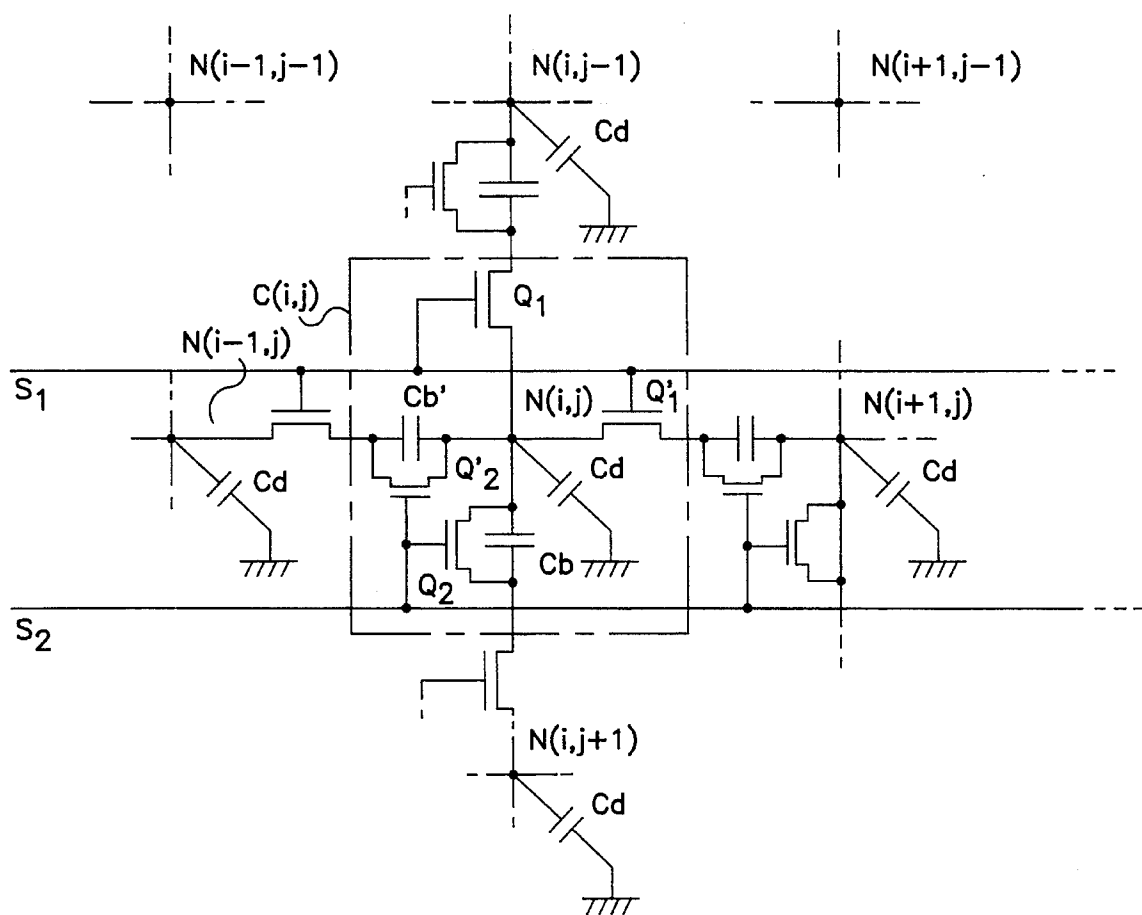 N(i-1,j-1)
N(i,j-1)
N(i+1,j-1)
Cd
C(i,j)
Q1
N(i-1,j)
S1
Cb'
N(i,j)
Q'1
N(i+1,j)
Cd
Q'2
Cd
Cd
Q2
Cb
S2
N(i,j+1)
Cd